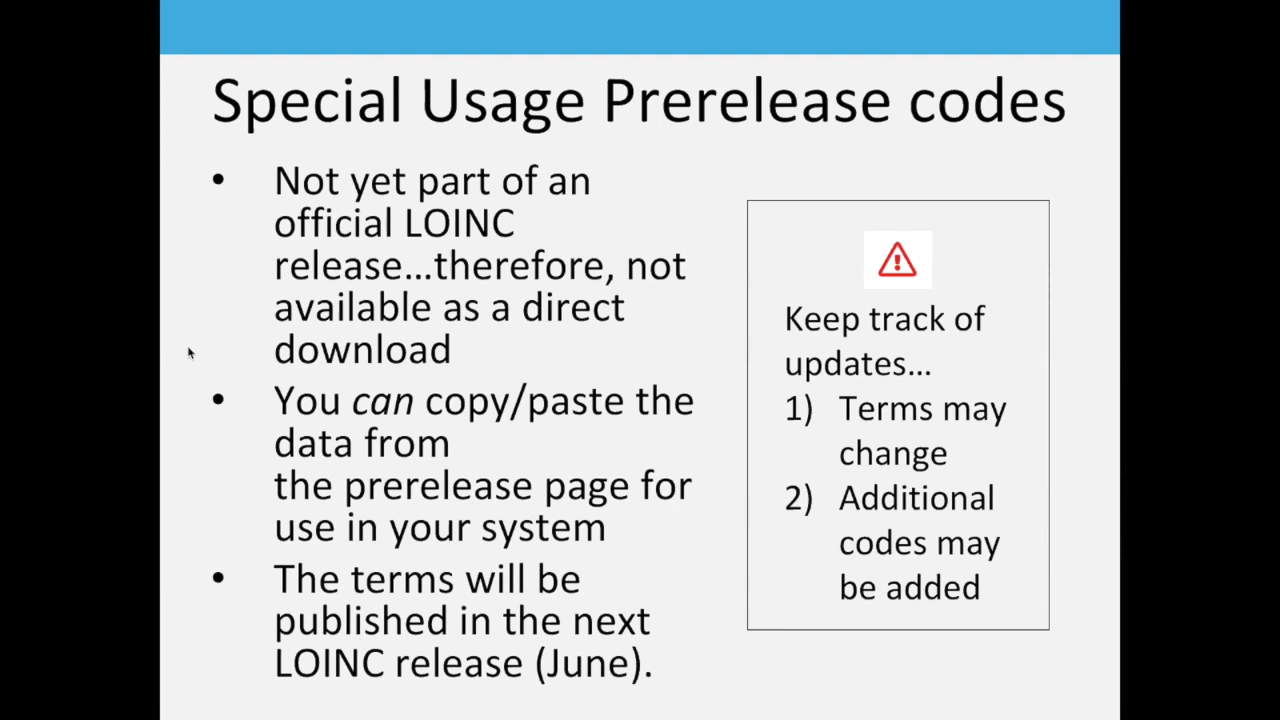 Special Usage Prerelease codes
• Not yet part of an
official LOINC
release...therefore, not
available as a direct
download
• You can copy/paste the
data from
the prerelease page for
use in your system
• The terms will be
published in the next
LOINC release (June).
Keep track of
updates...
1) Terms may
change
2) Additional
codes may
be added